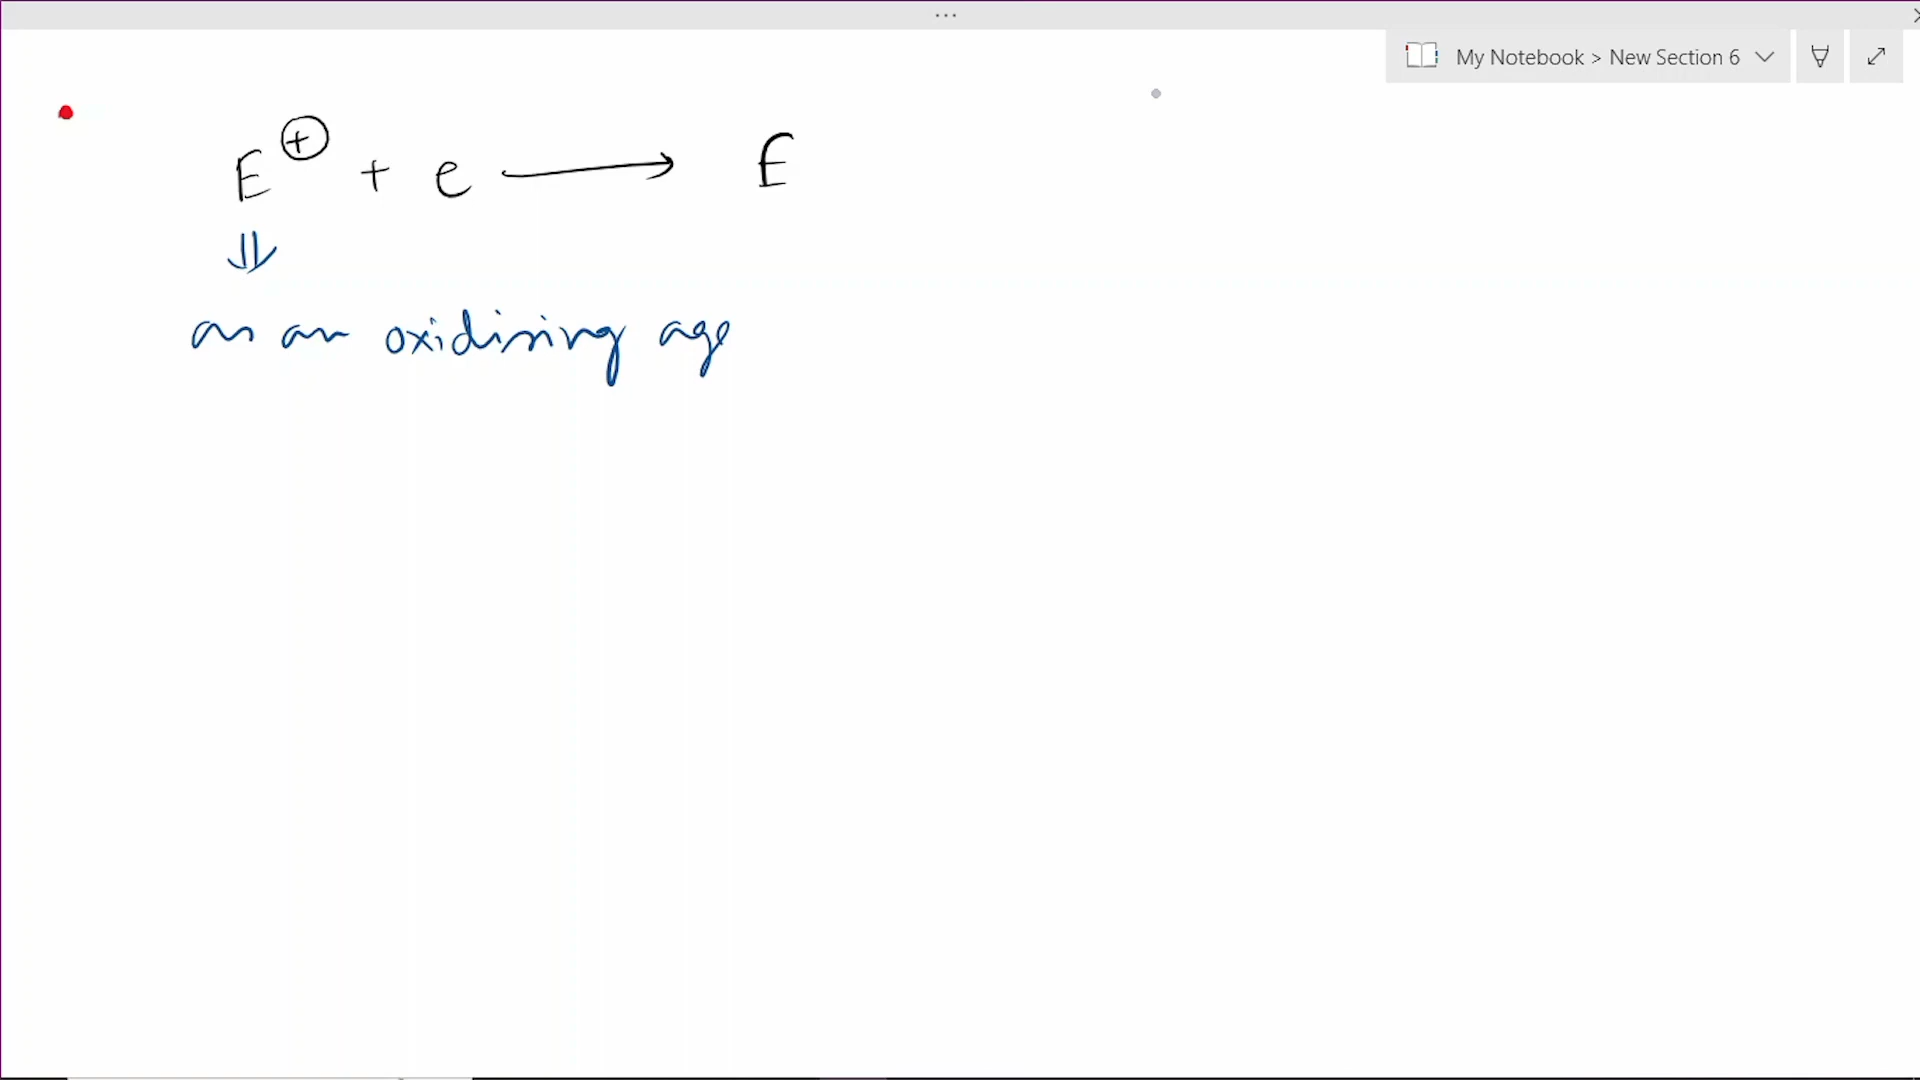 My Notebook > New Section 6
E⊕ + e ⟶ E
⇓
as an oxidising age